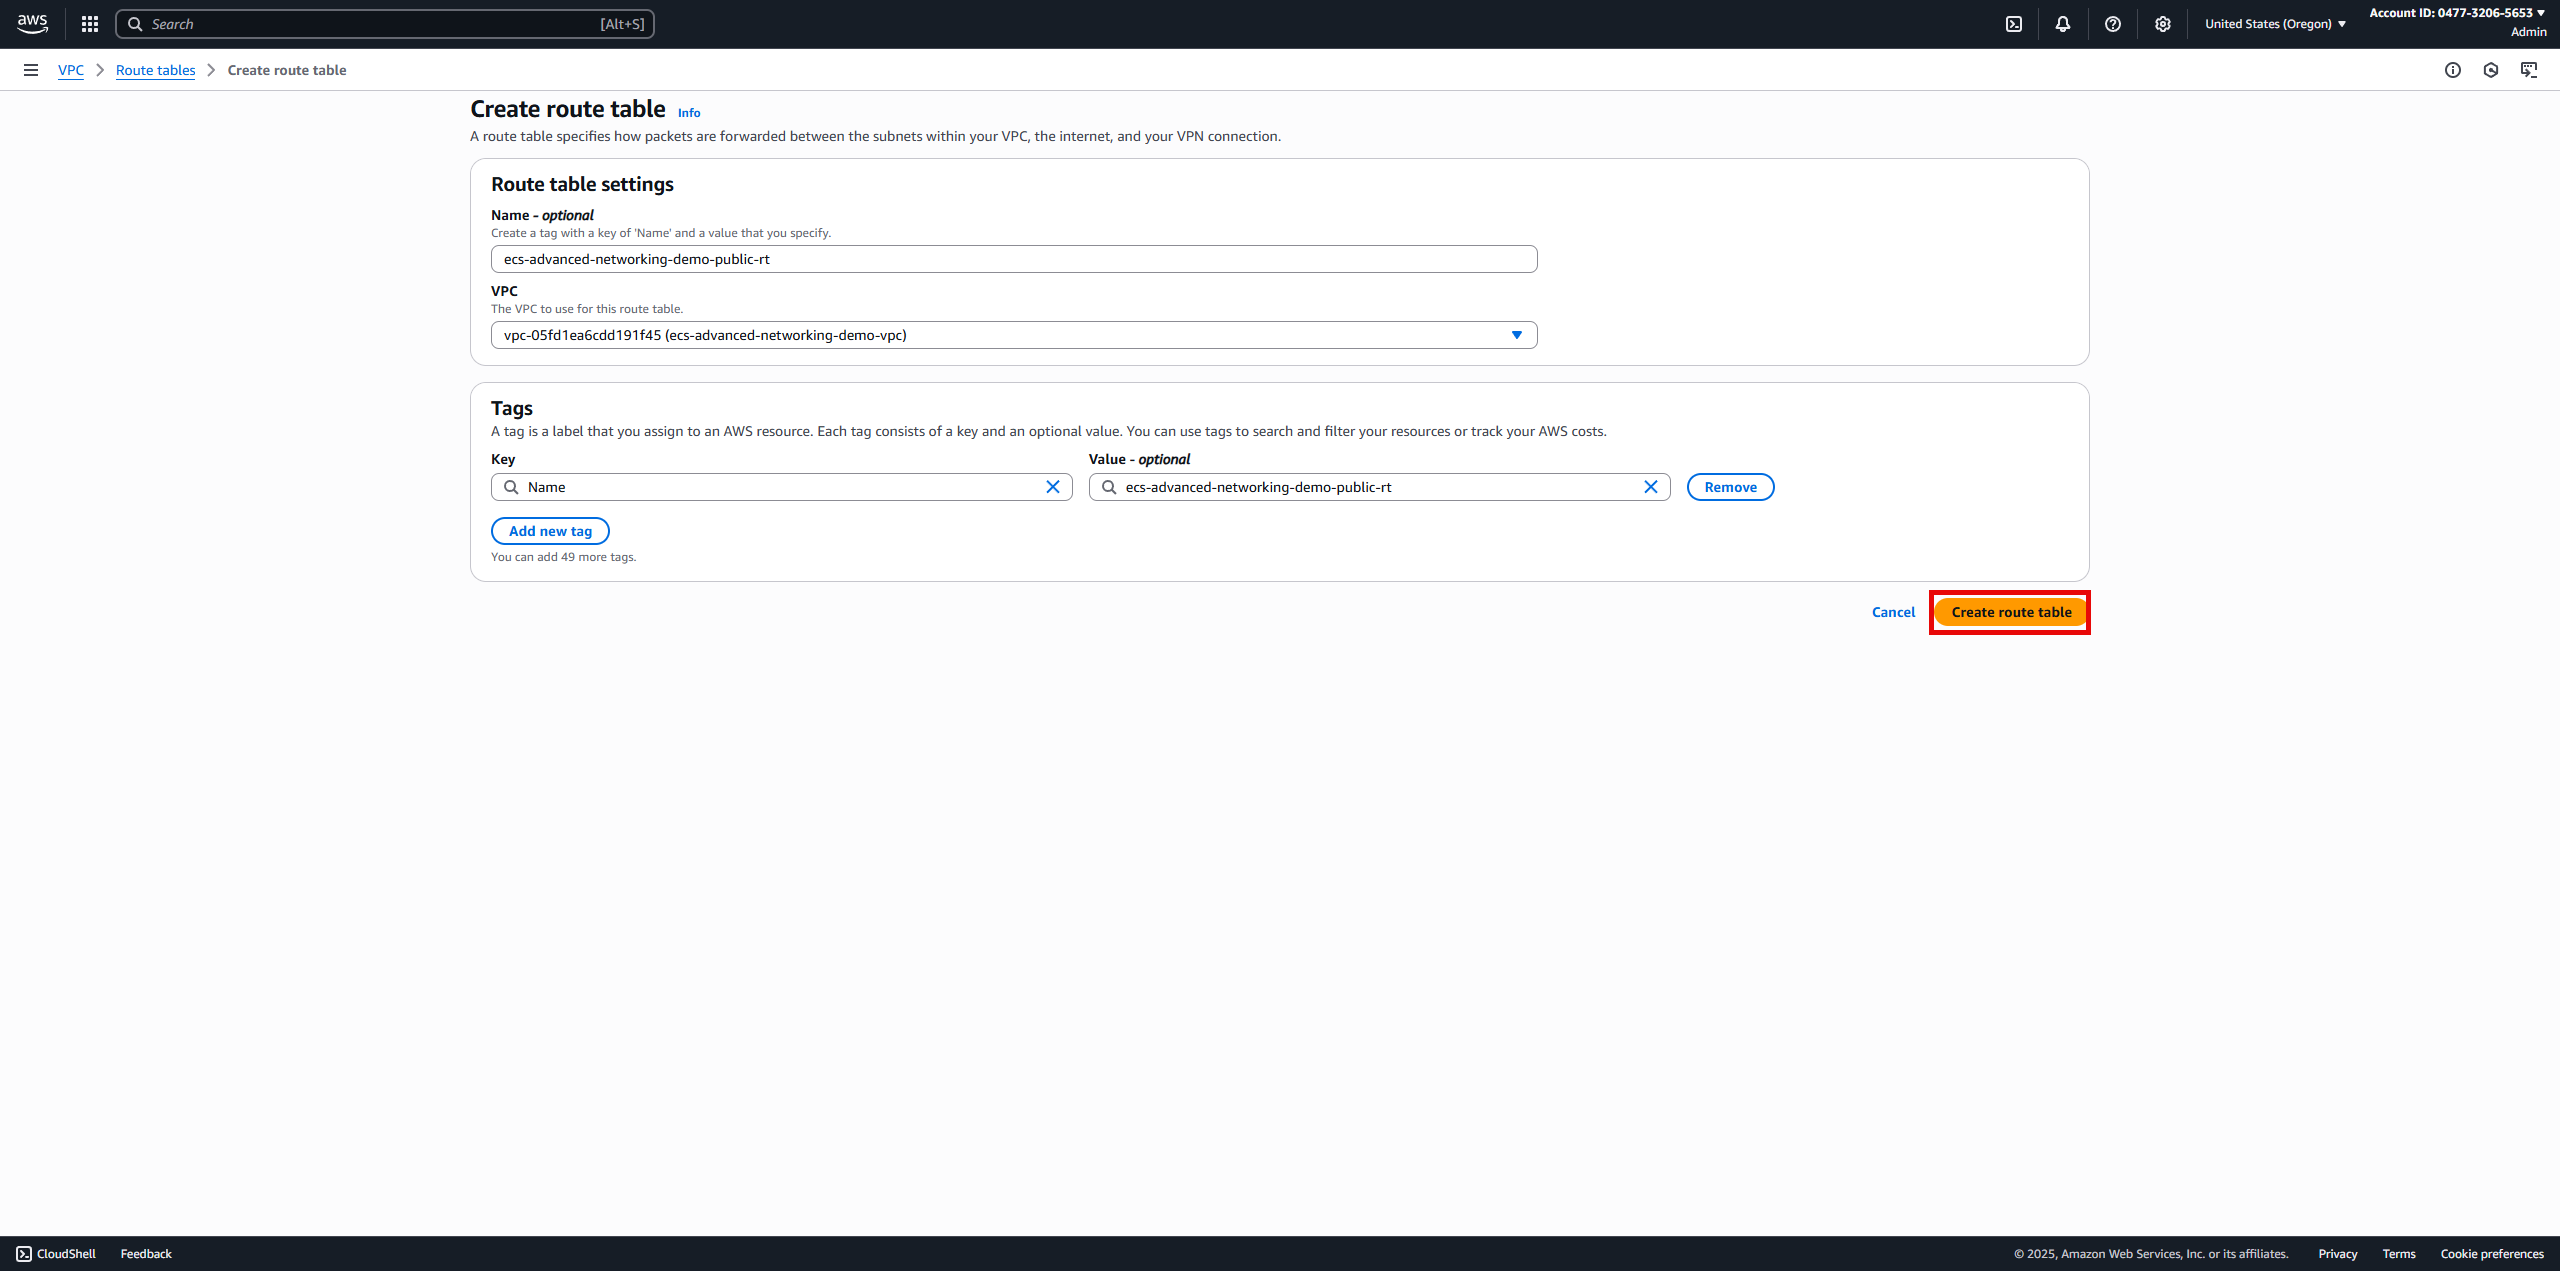 aws
Search [Alt+S]
United States (Oregon)
Account ID: 0477-3206-5653
Admin
VPC
Route tables
Create route table
Create route table Info
A route table specifies how packets are forwarded between the subnets within your VPC, the internet, and your VPN connection.
Route table settings
Name - optional
Create a tag with a key of 'Name' and a value that you specify.
ecs-advanced-networking-demo-public-rt
VPC
The VPC to use for this route table.
vpc-05fd1ea6cdd191f45 (ecs-advanced-networking-demo-vpc)
Tags
A tag is a label that you assign to an AWS resource. Each tag consists of a key and an optional value. You can use tags to search and filter your resources or track your AWS costs.
Key Value - optional
Name ecs-advanced-networking-demo-public-rt Remove
Add new tag
You can add 49 more tags.
Cancel Create route table
CloudShell Feedback © 2025, Amazon Web Services, Inc. or its affiliates. Privacy Terms Cookie preferences